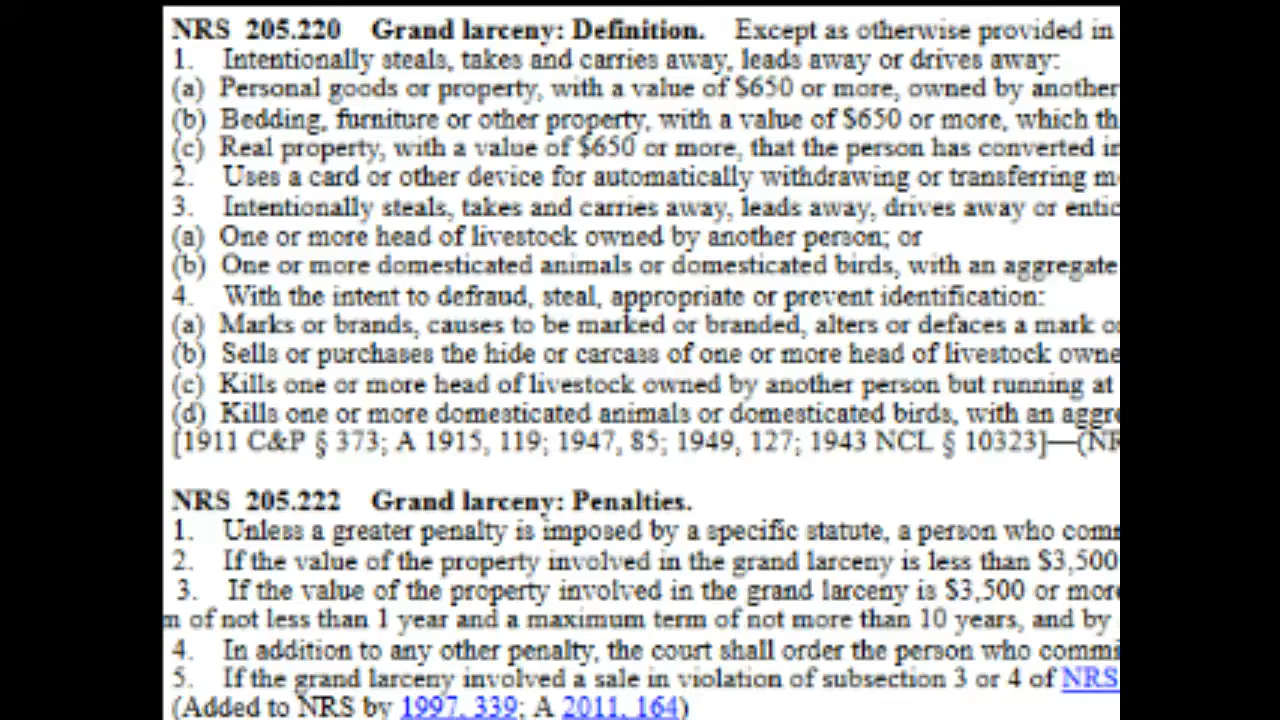 NRS 205.220 Grand larceny: Definition. Except as otherwise provided in
1. Intentionally steals, takes and carries away, leads away or drives away:
(a) Personal goods or property, with a value of $650 or more, owned by another
(b) Bedding, furniture or other property, with a value of $650 or more, which th
(c) Real property, with a value of $650 or more, that the person has converted in
2. Uses a card or other device for automatically withdrawing or transferring m
3. Intentionally steals, takes and carries away, leads away, drives away or entic
(a) One or more head of livestock owned by another person; or
(b) One or more domesticated animals or domesticated birds, with an aggregate
4. With the intent to defraud, steal, appropriate or prevent identification:
(a) Marks or brands, causes to be marked or branded, alters or defaces a mark o
(b) Sells or purchases the hide or carcass of one or more head of livestock owne
(c) Kills one or more head of livestock owned by another person but running at
(d) Kills one or more domesticated animals or domesticated birds, with an aggre
[1911 C&P § 373; A 1915, 119; 1947, 85; 1949, 127; 1943 NCL § 10323]—(NR
NRS 205.222 Grand larceny: Penalties.
1. Unless a greater penalty is imposed by a specific statute, a person who comm
2. If the value of the property involved in the grand larceny is less than $3,500
3. If the value of the property involved in the grand larceny is $3,500 or more
m of not less than 1 year and a maximum term of not more than 10 years, and by
4. In addition to any other penalty, the court shall order the person who commi
5. If the grand larceny involved a sale in violation of subsection 3 or 4 of NRS
(Added to NRS by 1997, 339; A 2011, 164)